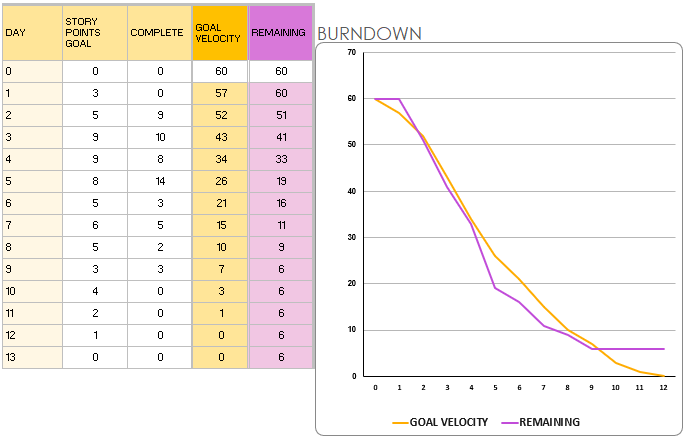 DAY STORY POINTS GOAL COMPLETE GOAL VELOCITY REMAINING
0 0 0 60 60
1 3 0 57 60
2 5 9 52 51
3 9 10 43 41
4 9 8 34 33
5 8 14 26 19
6 5 3 21 16
7 6 5 15 11
8 5 2 10 9
9 3 3 7 6
10 4 0 3 6
11 2 0 1 6
12 1 0 0 6
13 0 0 0 6
BURNDOWN
70
60
50
40
30
20
10
0
0 1 2 3 4 5 6 7 8 9 10 11 12
GOAL VELOCITY REMAINING